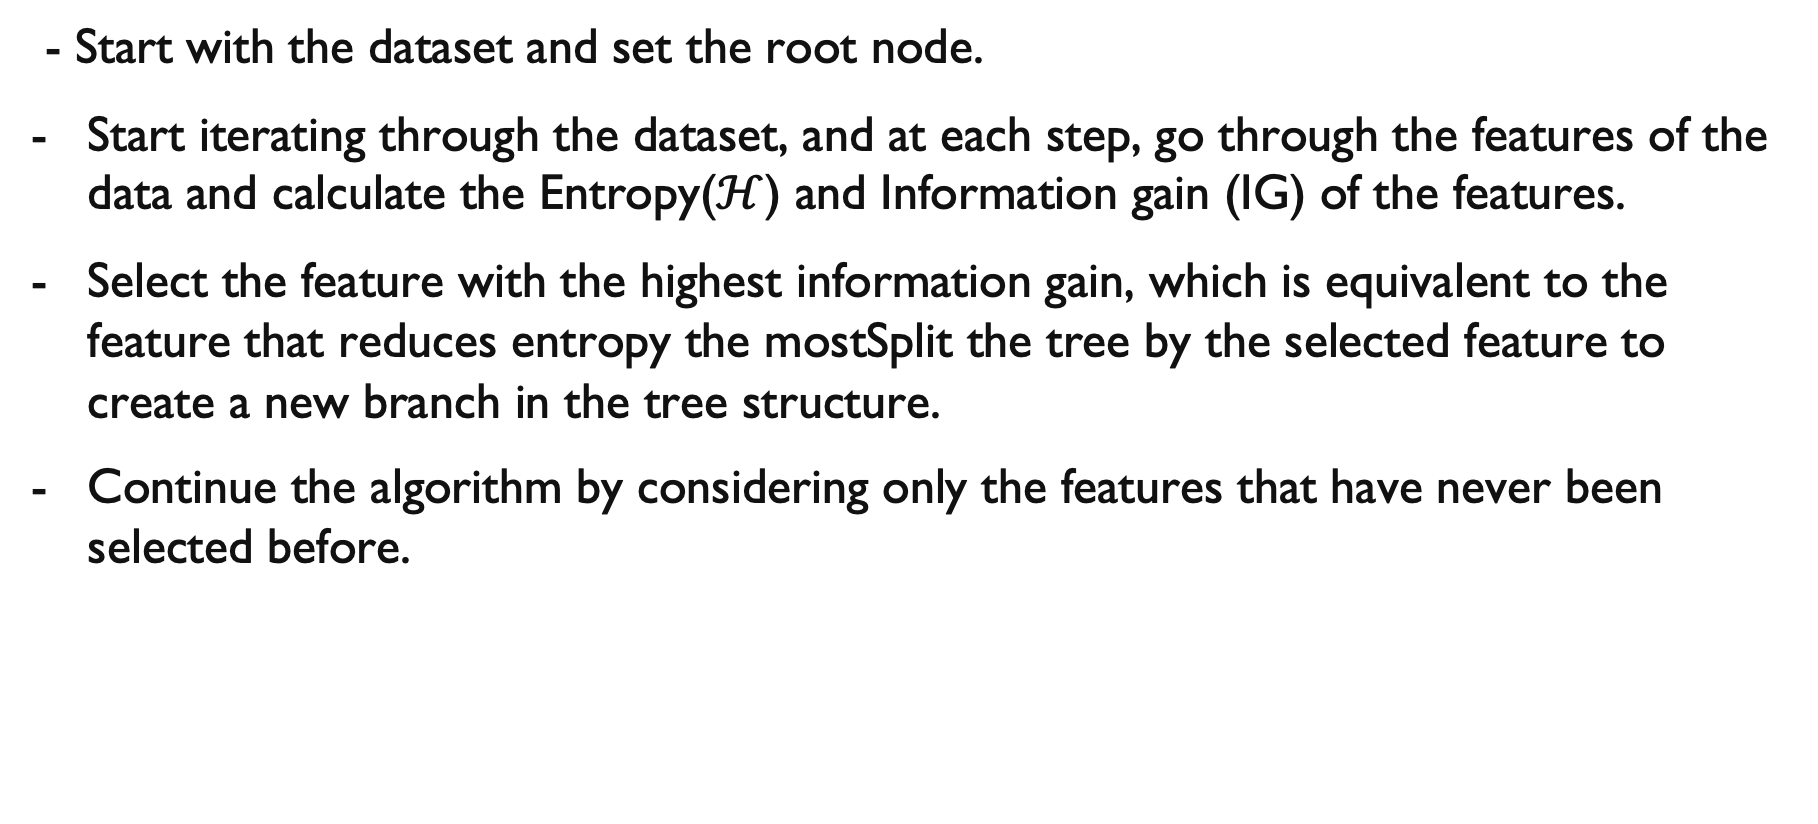 - Start with the dataset and set the root node.
- Start iterating through the dataset, and at each step, go through the features of the
data and calculate the Entropy(ℋ) and Information gain (IG) of the features.
- Select the feature with the highest information gain, which is equivalent to the
feature that reduces entropy the mostSplit the tree by the selected feature to
create a new branch in the tree structure.
- Continue the algorithm by considering only the features that have never been
selected before.